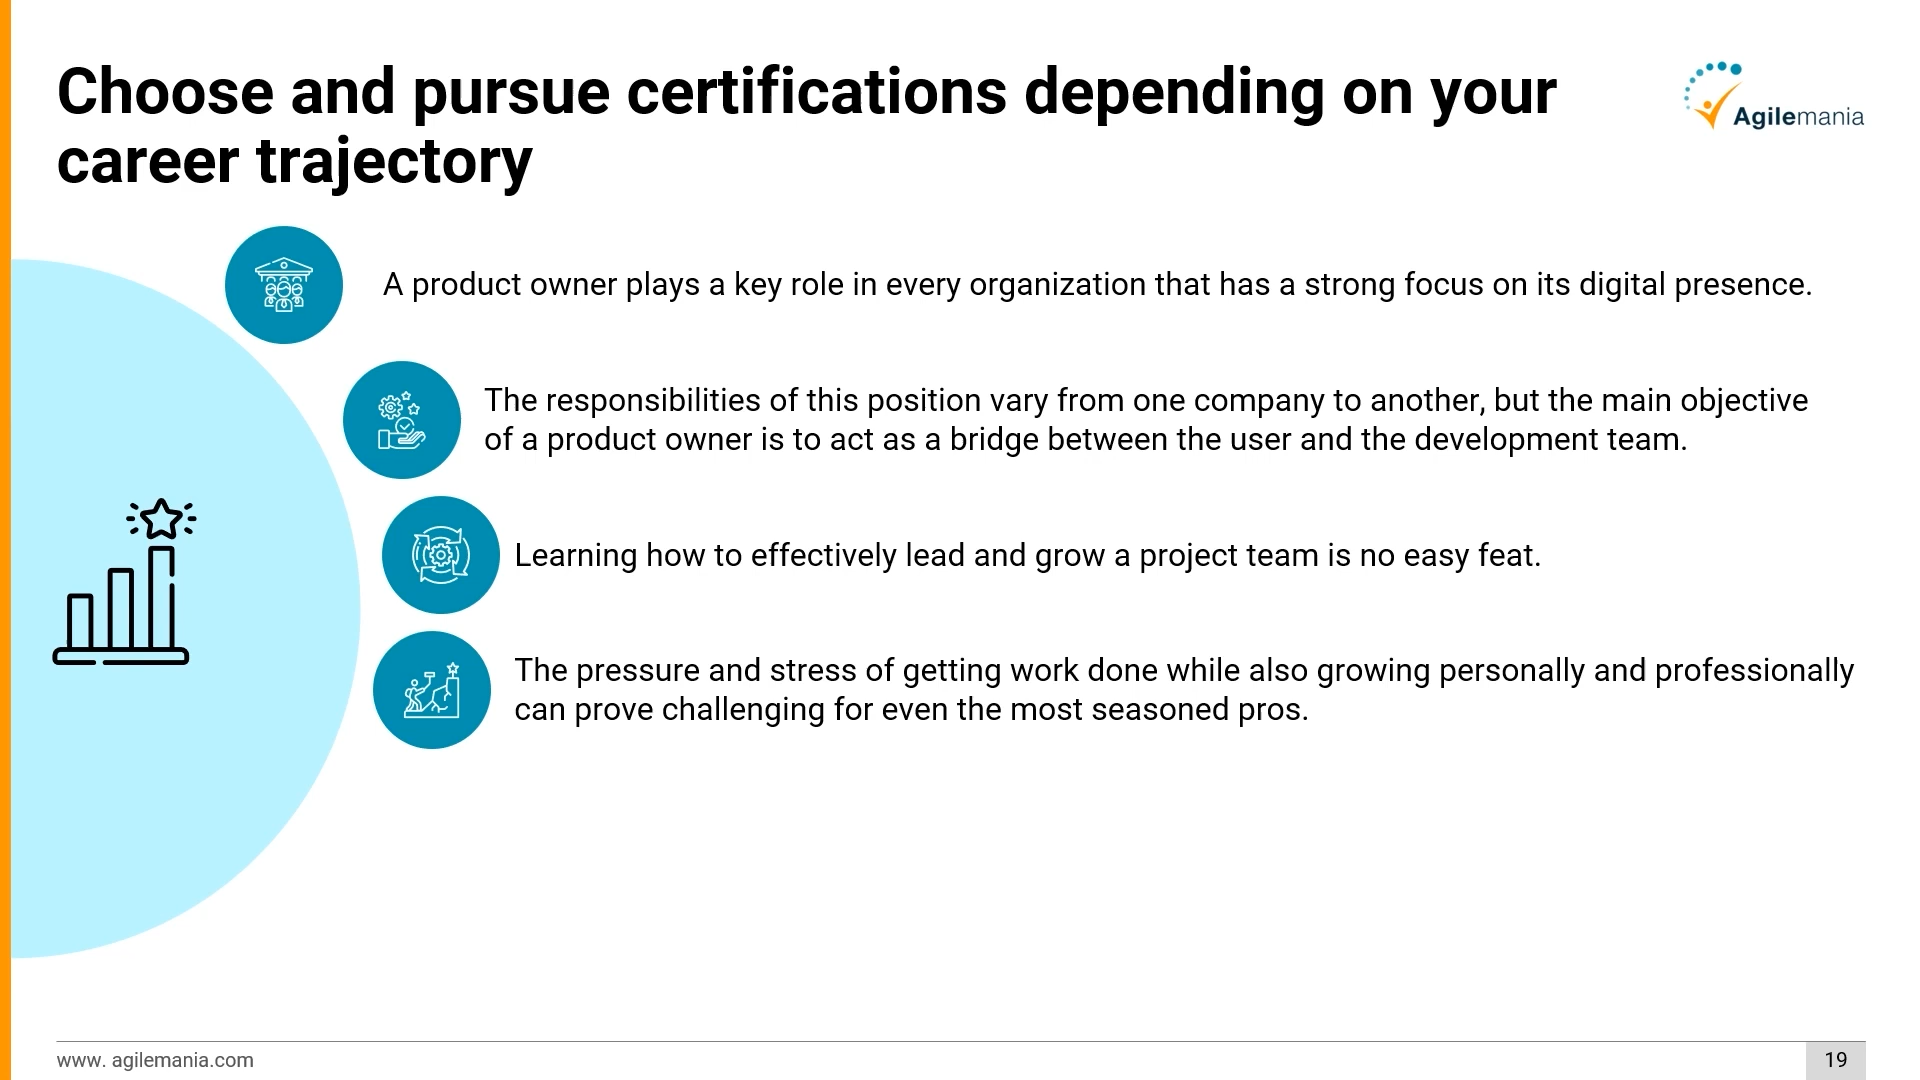 Choose and pursue certifications depending on your
career trajectory
Agilemania
A product owner plays a key role in every organization that has a strong focus on its digital presence.
The responsibilities of this position vary from one company to another, but the main objective
of a product owner is to act as a bridge between the user and the development team.
Learning how to effectively lead and grow a project team is no easy feat.
The pressure and stress of getting work done while also growing personally and professionally
can prove challenging for even the most seasoned pros.
www. agilemania.com
19